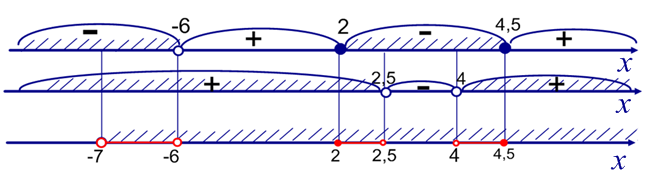 - -6 + 2 - 4,5 +
x
+ 2,5 - 4 +
x
-7 -6 2 2,5 4 4,5
x